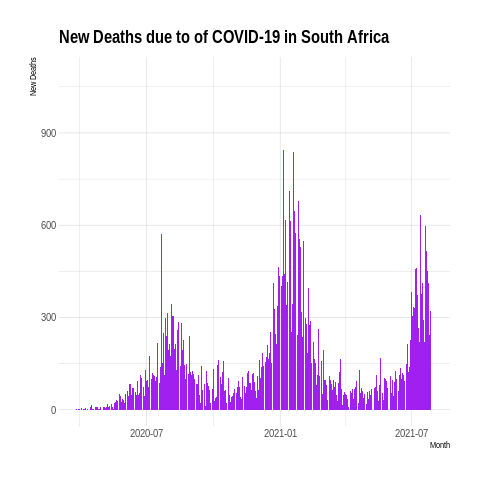 New Deaths due to of COVID-19 in South Africa
New Deaths
900
600
300
0
2020-07
2021-01
2021-07
Month